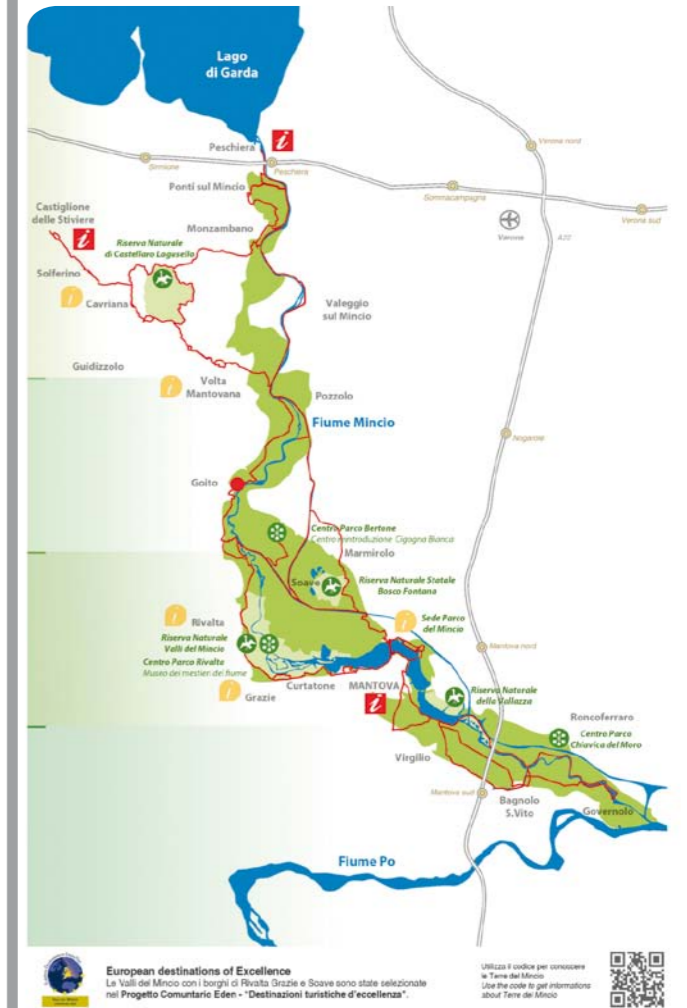 Lago
di Garda
Peschiera
i
Verona nord
Sirmione
Peschiera
Ponti sul Mincio
Sommacampagna
Verona sud
Castiglione
delle Stiviere
i
Monzambano
Verona
A22
Riserva Naturale
di Castellaro Lagusello
Solferino
i
Cavriana
Valeggio
sul Mincio
Guidizzolo
i
Volta
Mantovana
Pozzolo
Fiume Mincio
Nogarole
Goito
Centro Parco Bertone
Centro reintroduzione Cicogna Bianca
Marmirolo
Soave
Riserva Naturale Statale
Bosco Fontana
i
Rivalta
i
Sede Parco
del Mincio
Riserva Naturale
Valli del Mincio
Mantova nord
Centro Parco Rivalta
Museo dei mestieri del fiume
i
Grazie
Curtatone
MANTOVA
i
Riserva Naturale
della Vallazza
Roncoferraro
Centro Parco
Chiavica del Moro
Virgilio
Mantova sud
Bagnolo
S.Vito
Governolo
Fiume Po
European destinations of Excellence
Le Valli del Mincio con i borghi di Rivalta Grazie e Soave sono state selezionate
nel Progetto Comuntario Eden - "Destinazioni turistiche d'eccellenza".
Utilizza il codice per conoscere
le Terre del Mincio
Use the code to get informations
about Terre del Mincio